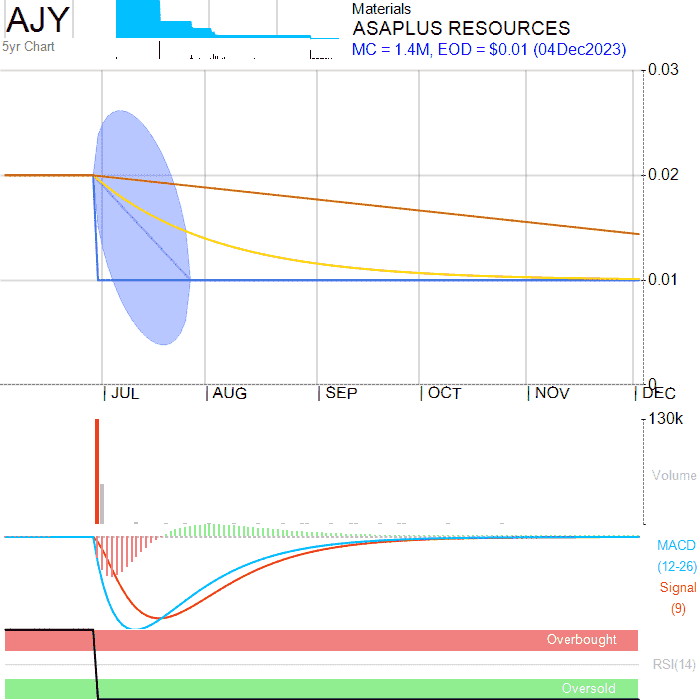 AJY
5yr Chart
Materials
ASAPLUS RESOURCES
MC = 1.4M, EOD = $0.01 (04Dec2023)
0.03
0.02
0.01
0
JUL AUG SEP OCT NOV DEC
130k
Volume
MACD
(12-26)
Signal
(9)
Overbought
RSI(14)
Oversold